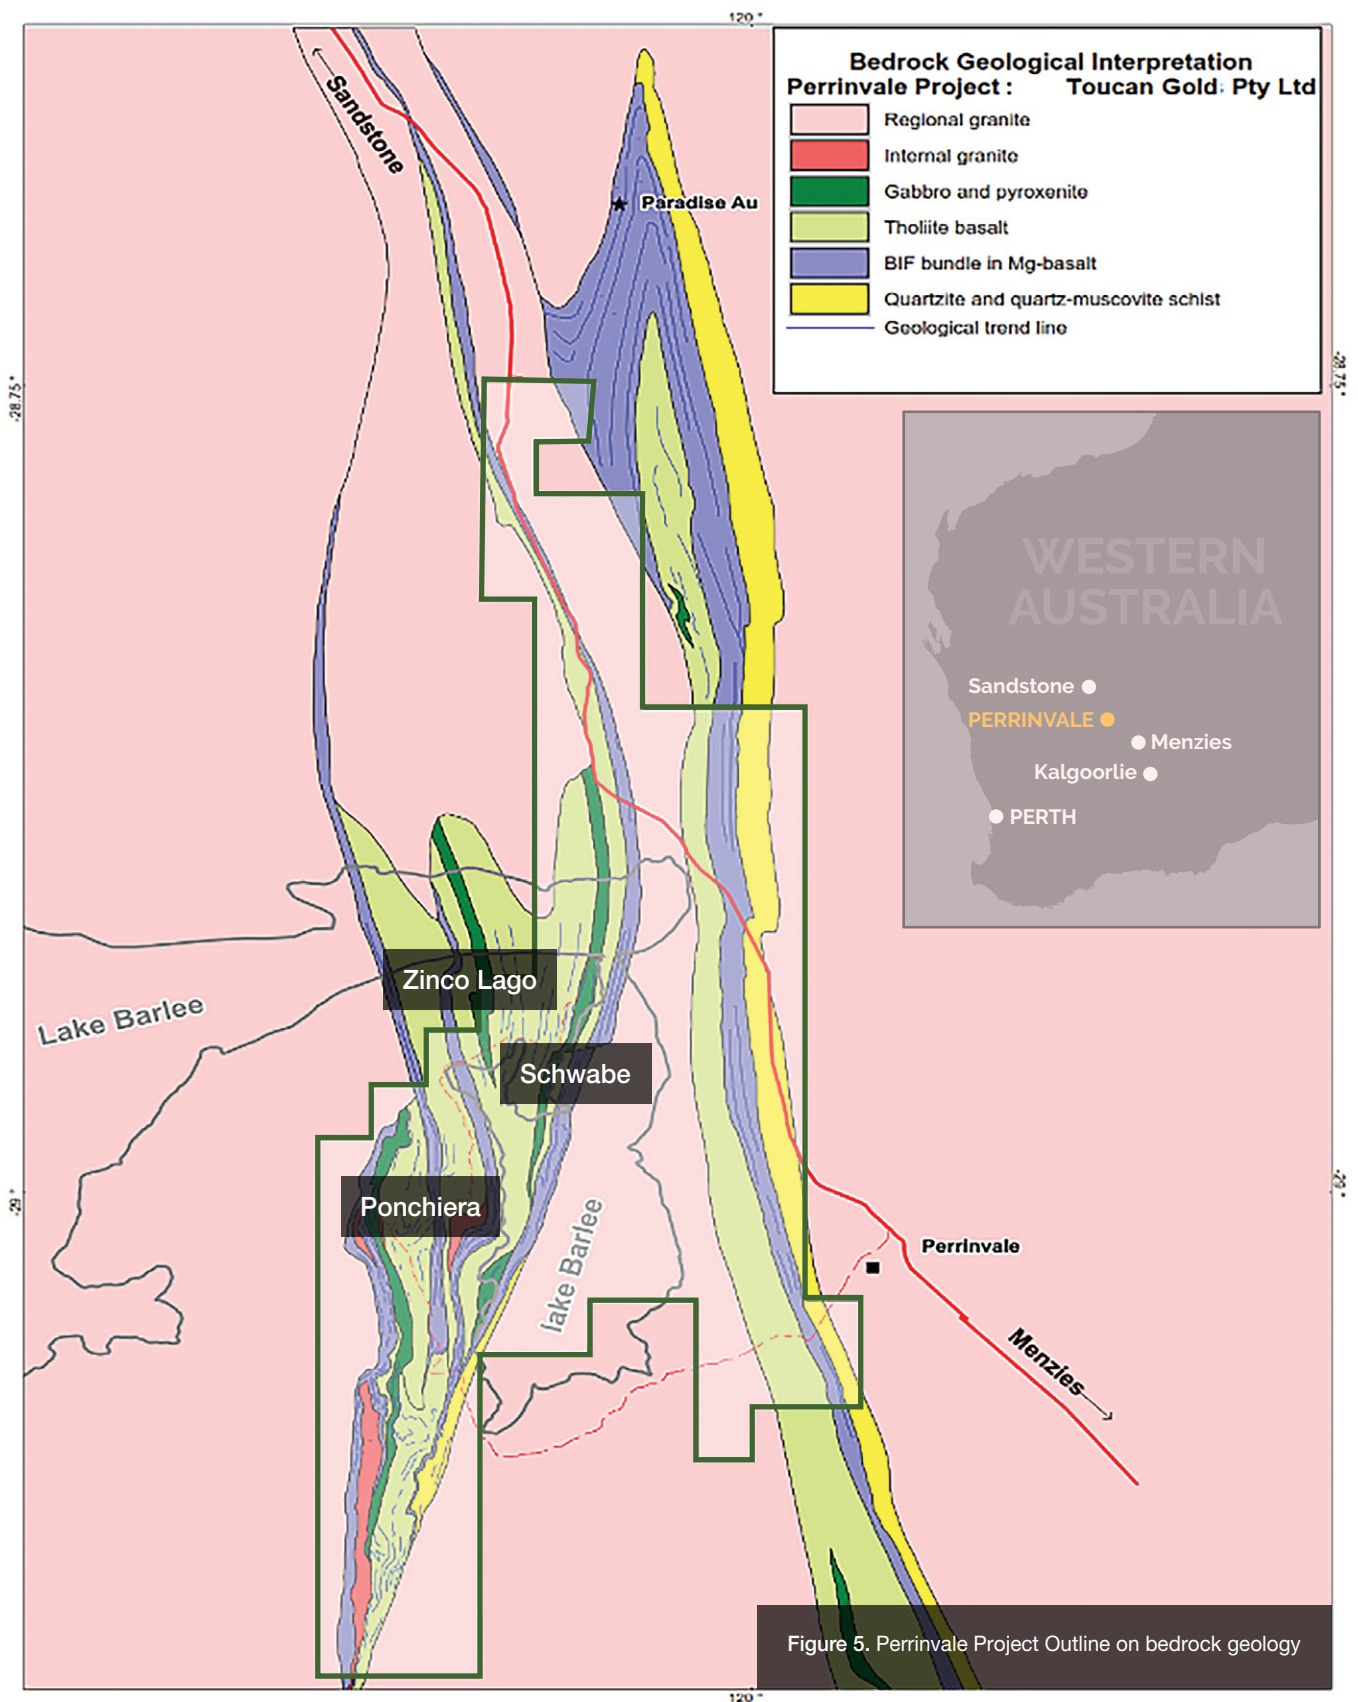 120°
Bedrock Geological Interpretation
Perrinvale Project : Toucan Gold Pty Ltd
Regional granite
Internal granite
Gabbro and pyroxenite
Tholiite basalt
BIF bundle in Mg-basalt
Quartzite and quartz-muscovite schist
Geological trend line
Sandstone
Paradise Au
-28.75°
-28.75°
WESTERN
AUSTRALIA
Sandstone
PERRINVALE
Menzies
Kalgoorlie
PERTH
Zinco Lago
Lake Barlee
Schwabe
Ponchiera
-29°
-29°
lake Barlee
Perrinvale
Menzies
Figure 5. Perrinvale Project Outline on bedrock geology
120°